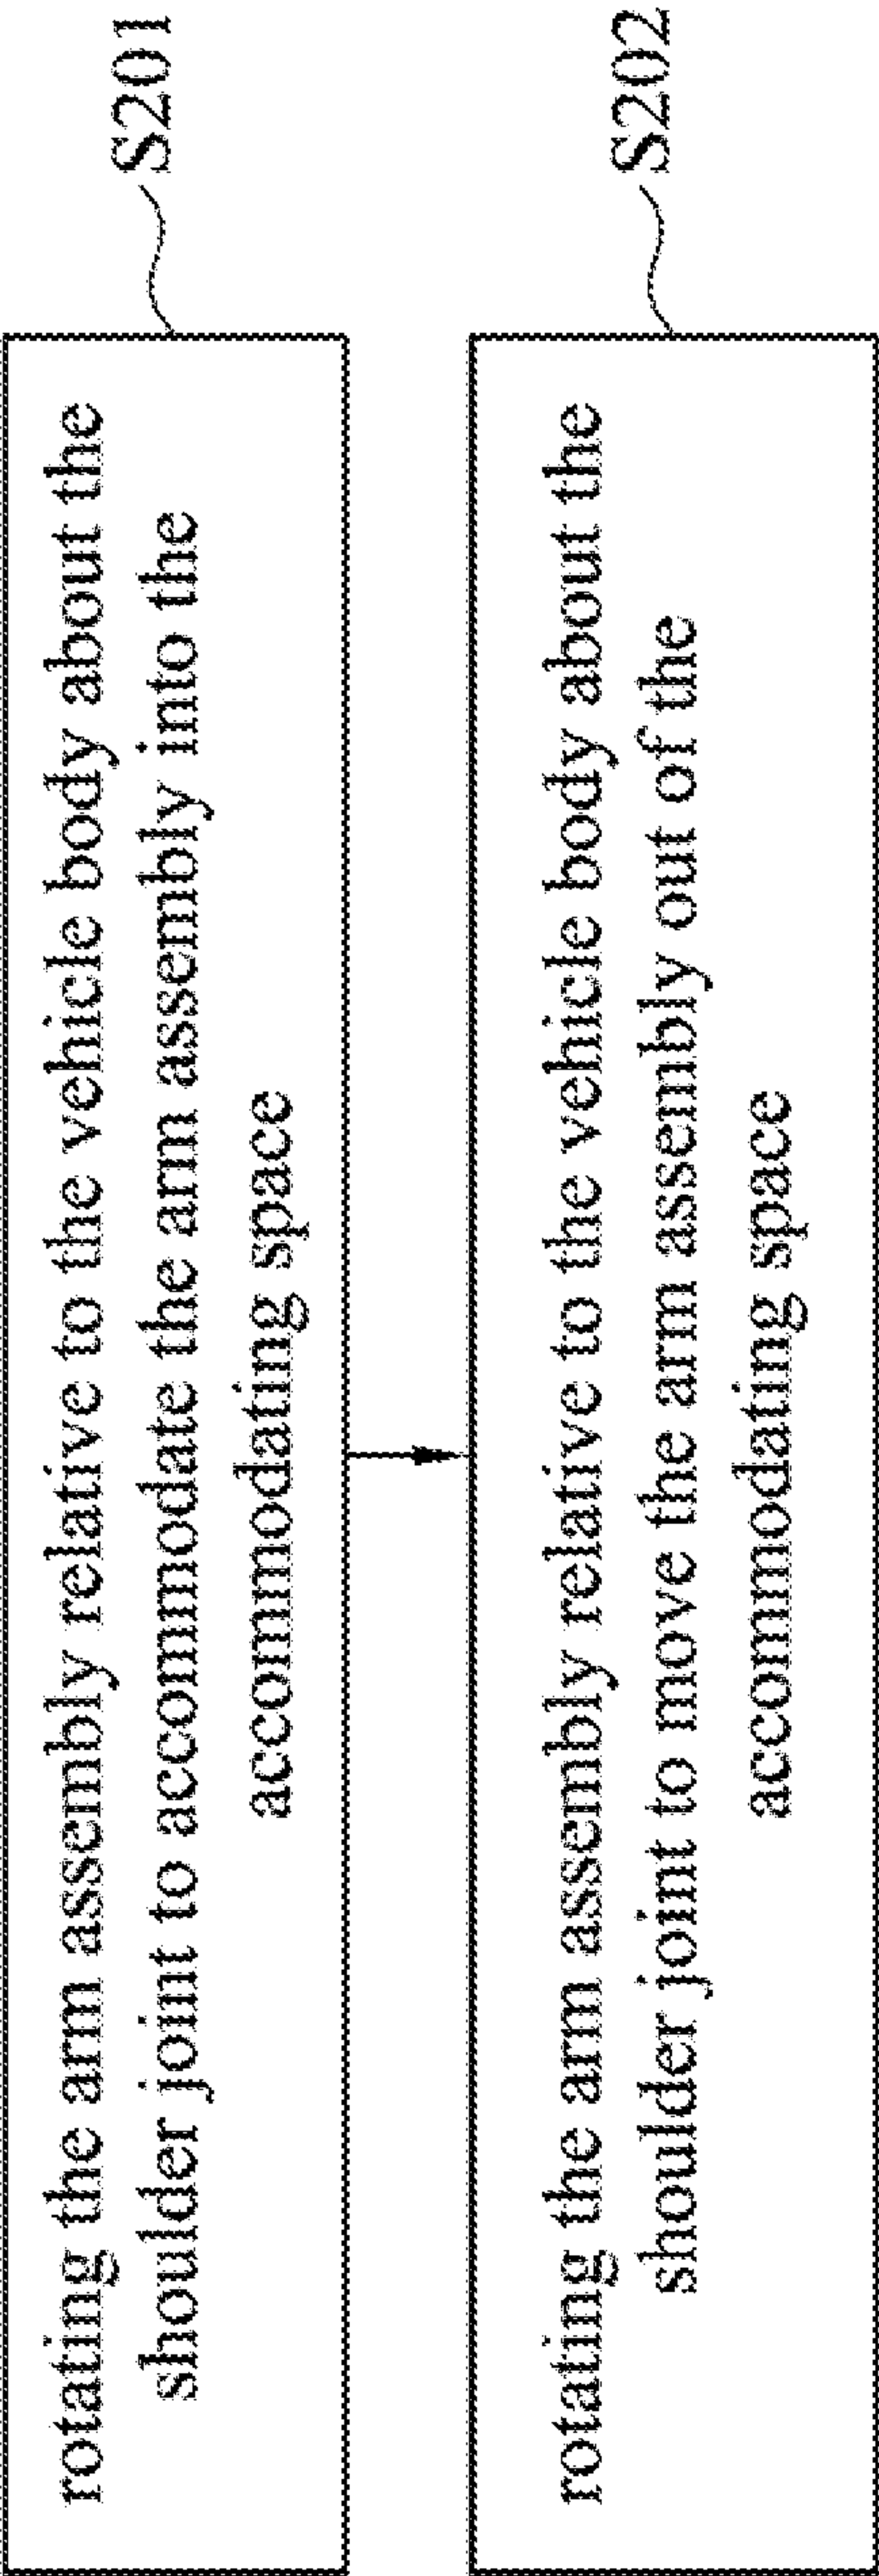 rotating the arm assembly relative to the vehicle body about the
shoulder joint to accommodate the arm assembly into the
accommodating space
S201
rotating the arm assembly relative to the vehicle body about the
shoulder joint to move the arm assembly out of the
accommodating space
S202